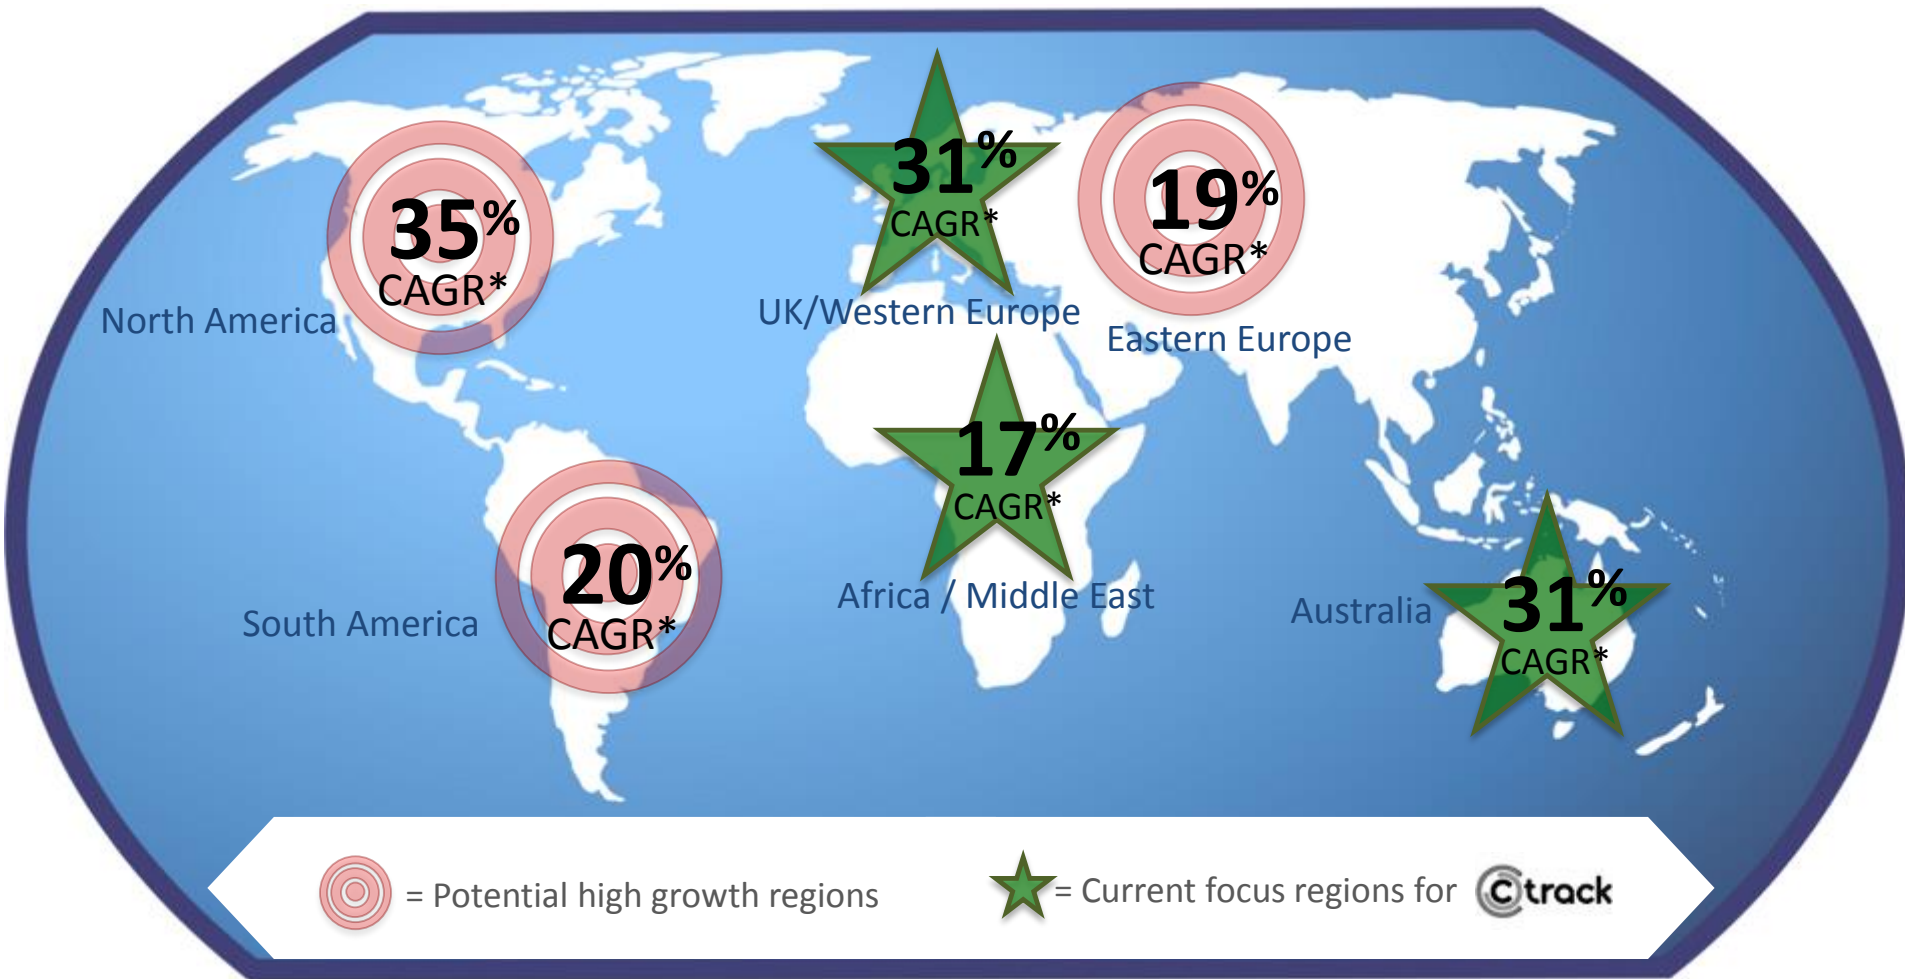 35%
CAGR*
North America
31%
CAGR*
UK/Western Europe
19%
CAGR*
Eastern Europe
17%
CAGR*
Africa / Middle East
20%
CAGR*
South America
31%
CAGR*
Australia
= Potential high growth regions
= Current focus regions for Ctrack